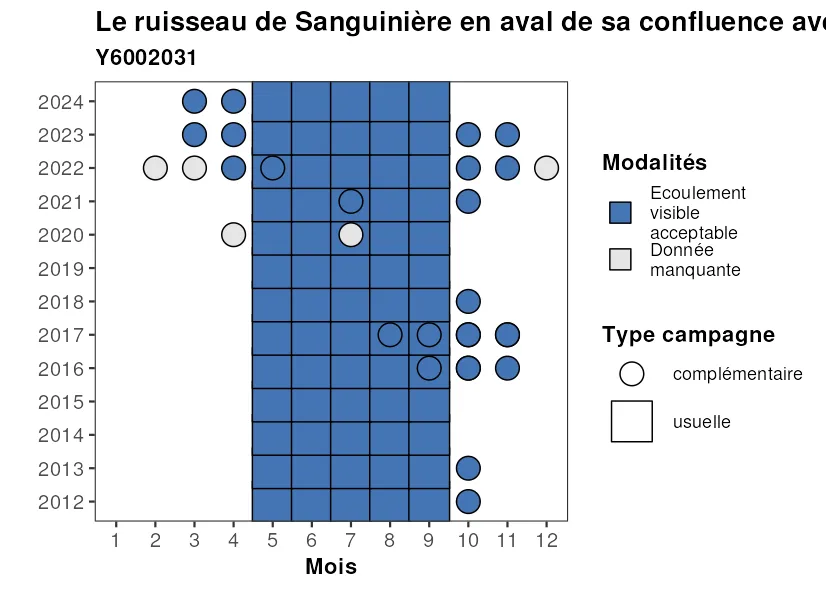 Le ruisseau de Sanguinière en aval de sa confluence ave
Y6002031
2024
2023
2022
2021
2020
2019
2018
2017
2016
2015
2014
2013
2012
1 2 3 4 5 6 7 8 9 10 11 12
Mois
Modalités
Ecoulement
visible
acceptable
Donnée
manquante
Type campagne
complémentaire
usuelle